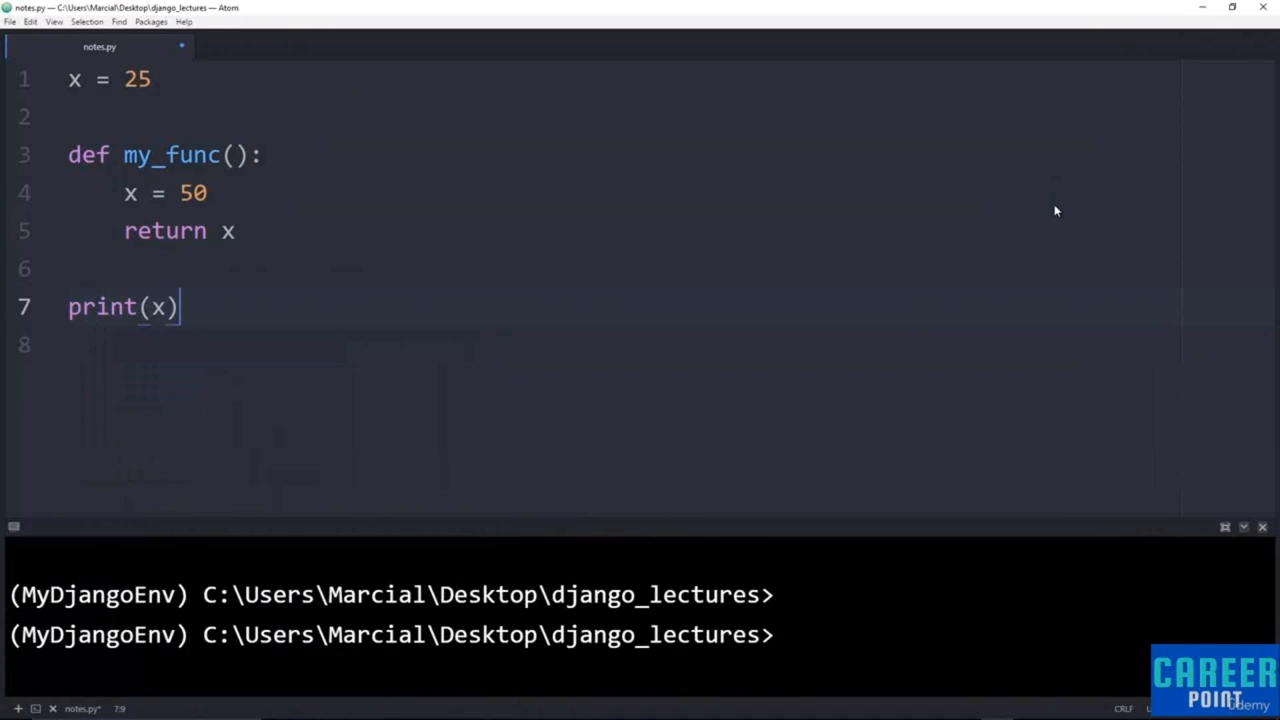 notes.py — C:\Users\Marcial\Desktop\django_lectures — Atom
File Edit View Selection Find Packages Help
notes.py
1 x = 25
2
3 def my_func():
4     x = 50
5     return x
6
7 print(x)
8
(MyDjangoEnv) C:\Users\Marcial\Desktop\django_lectures>
(MyDjangoEnv) C:\Users\Marcial\Desktop\django_lectures>
notes.py* 7:9 CRLF
CAREER
POINT
Udemy